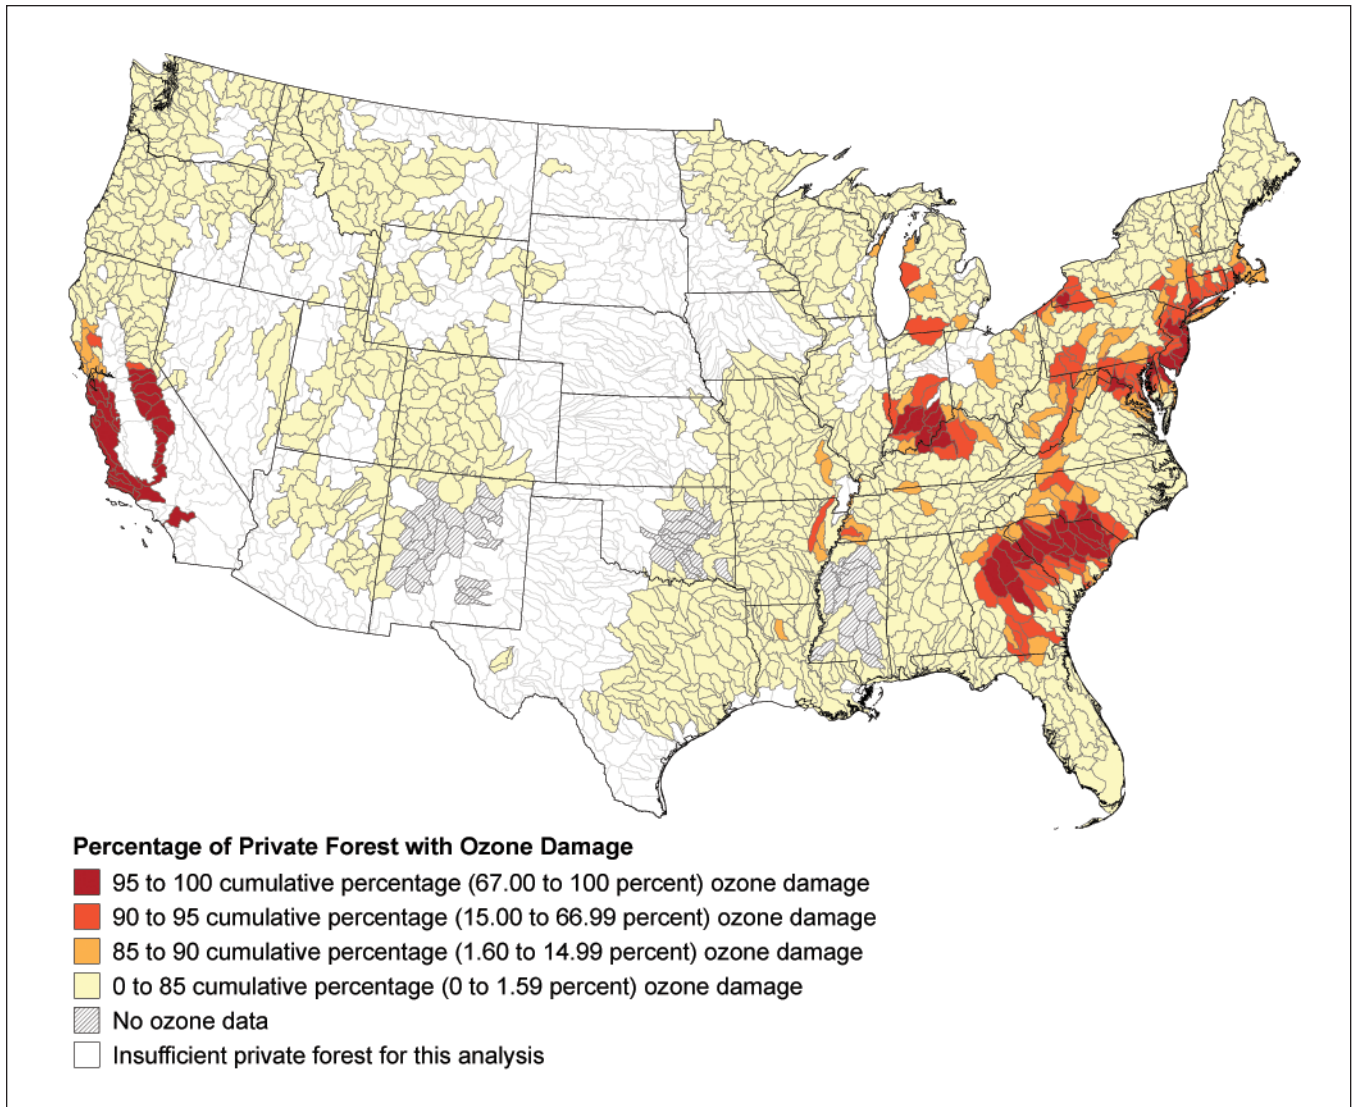 Percentage of Private Forest with Ozone Damage
95 to 100 cumulative percentage (67.00 to 100 percent) ozone damage
90 to 95 cumulative percentage (15.00 to 66.99 percent) ozone damage
85 to 90 cumulative percentage (1.60 to 14.99 percent) ozone damage
0 to 85 cumulative percentage (0 to 1.59 percent) ozone damage
No ozone data
Insufficient private forest for this analysis